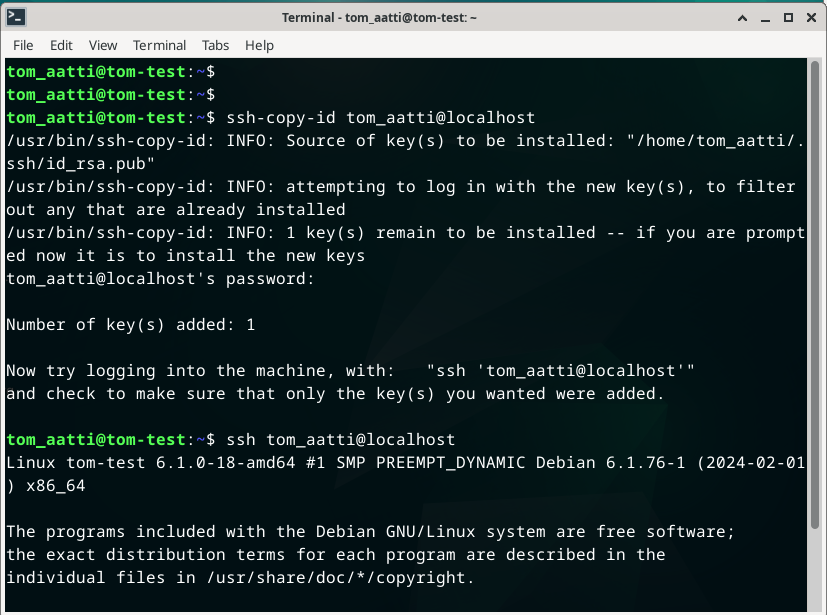 Terminal - tom_aatti@tom-test: ~
File Edit View Terminal Tabs Help
tom_aatti@tom-test:~$
tom_aatti@tom-test:~$
tom_aatti@tom-test:~$ ssh-copy-id tom_aatti@localhost
/usr/bin/ssh-copy-id: INFO: Source of key(s) to be installed: "/home/tom_aatti/.
ssh/id_rsa.pub"
/usr/bin/ssh-copy-id: INFO: attempting to log in with the new key(s), to filter
out any that are already installed
/usr/bin/ssh-copy-id: INFO: 1 key(s) remain to be installed -- if you are prompt
ed now it is to install the new keys
tom_aatti@localhost's password:
Number of key(s) added: 1
Now try logging into the machine, with:   "ssh 'tom_aatti@localhost'"
and check to make sure that only the key(s) you wanted were added.
tom_aatti@tom-test:~$ ssh tom_aatti@localhost
Linux tom-test 6.1.0-18-amd64 #1 SMP PREEMPT_DYNAMIC Debian 6.1.76-1 (2024-02-01
) x86_64
The programs included with the Debian GNU/Linux system are free software;
the exact distribution terms for each program are described in the
individual files in /usr/share/doc/*/copyright.